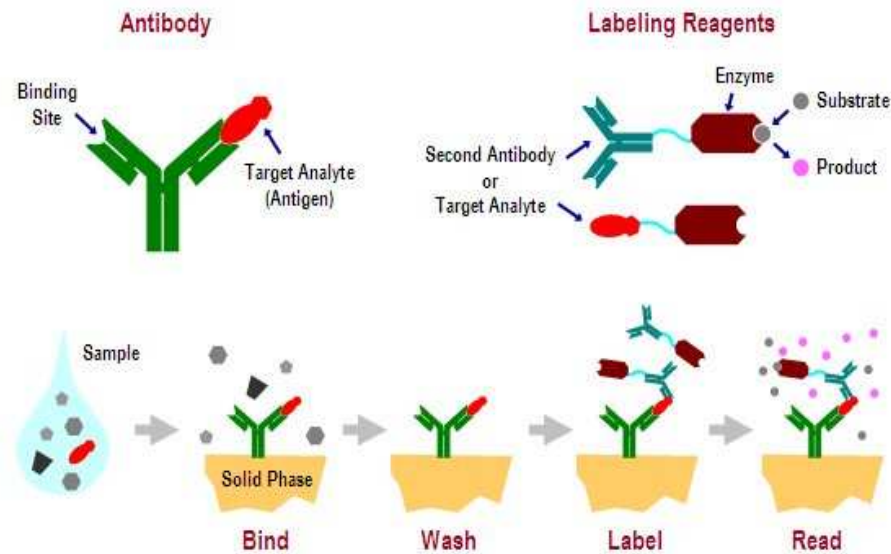 Antibody
Labeling Reagents
Binding
Site
Target Analyte
(Antigen)
Enzyme
Substrate
Second Antibody
or
Target Analyte
Product
Sample
Solid Phase
Bind
Wash
Label
Read